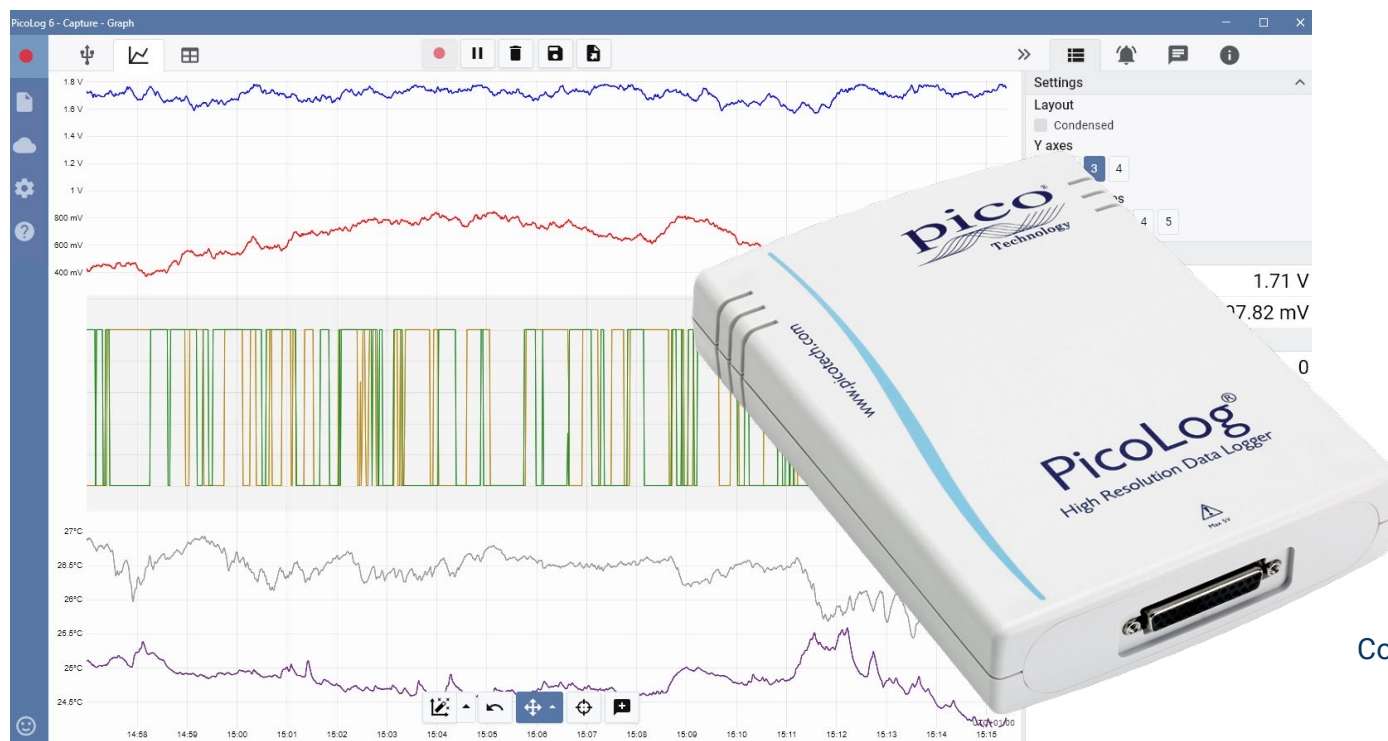 PicoLog 6 - Capture - Graph
Settings
Layout
Condensed
Y axes
3 4
4 5
1.8 V
1.6 V
1.4 V
1.2 V
1 V
800 mV
600 mV
400 mV
1.71 V
07.82 mV
0
27°C
26.5°C
26°C
25.5°C
25°C
24.5°C
14:58 14:59 15:00 15:01 15:02 15:03 15:04 15:05 15:06 15:07 15:08 15:09 15:10 15:11 15:12 15:13 15:14 15:15
pico
Technology
www.picotech.com
PicoLog®
High Resolution Data Logger
Max 5V
Co